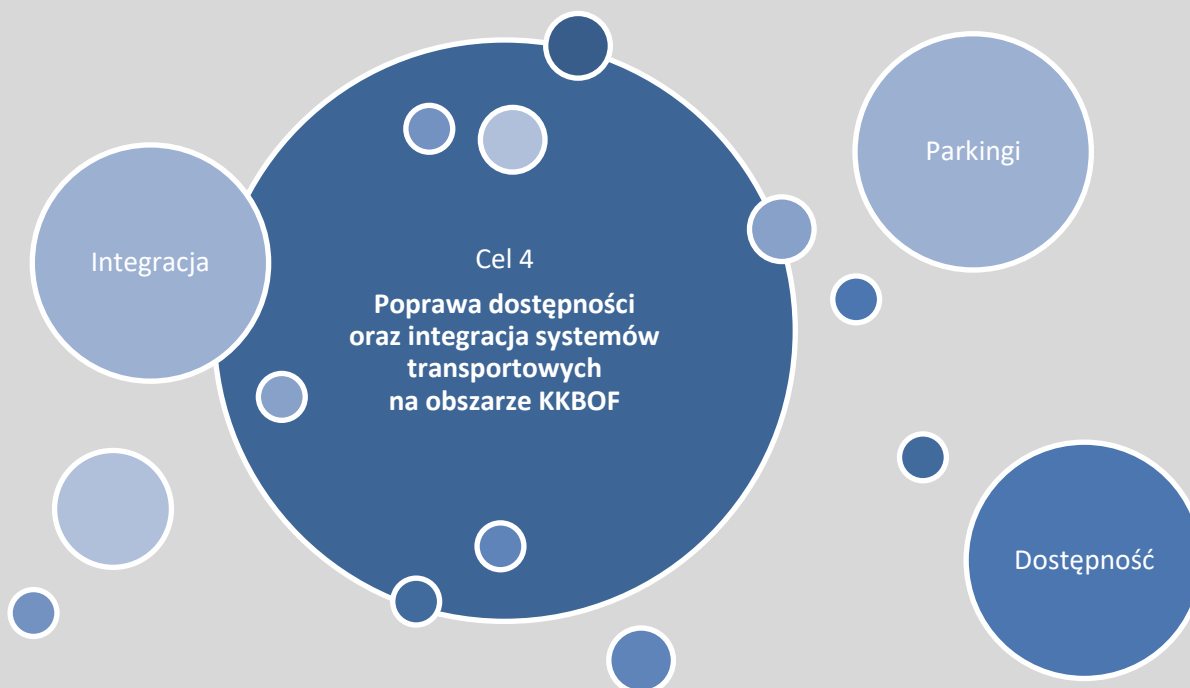 Parkingi
Integracja
Cel 4
Poprawa dostępności
oraz integracja systemów
transportowych
na obszarze KKBOF
Dostępność